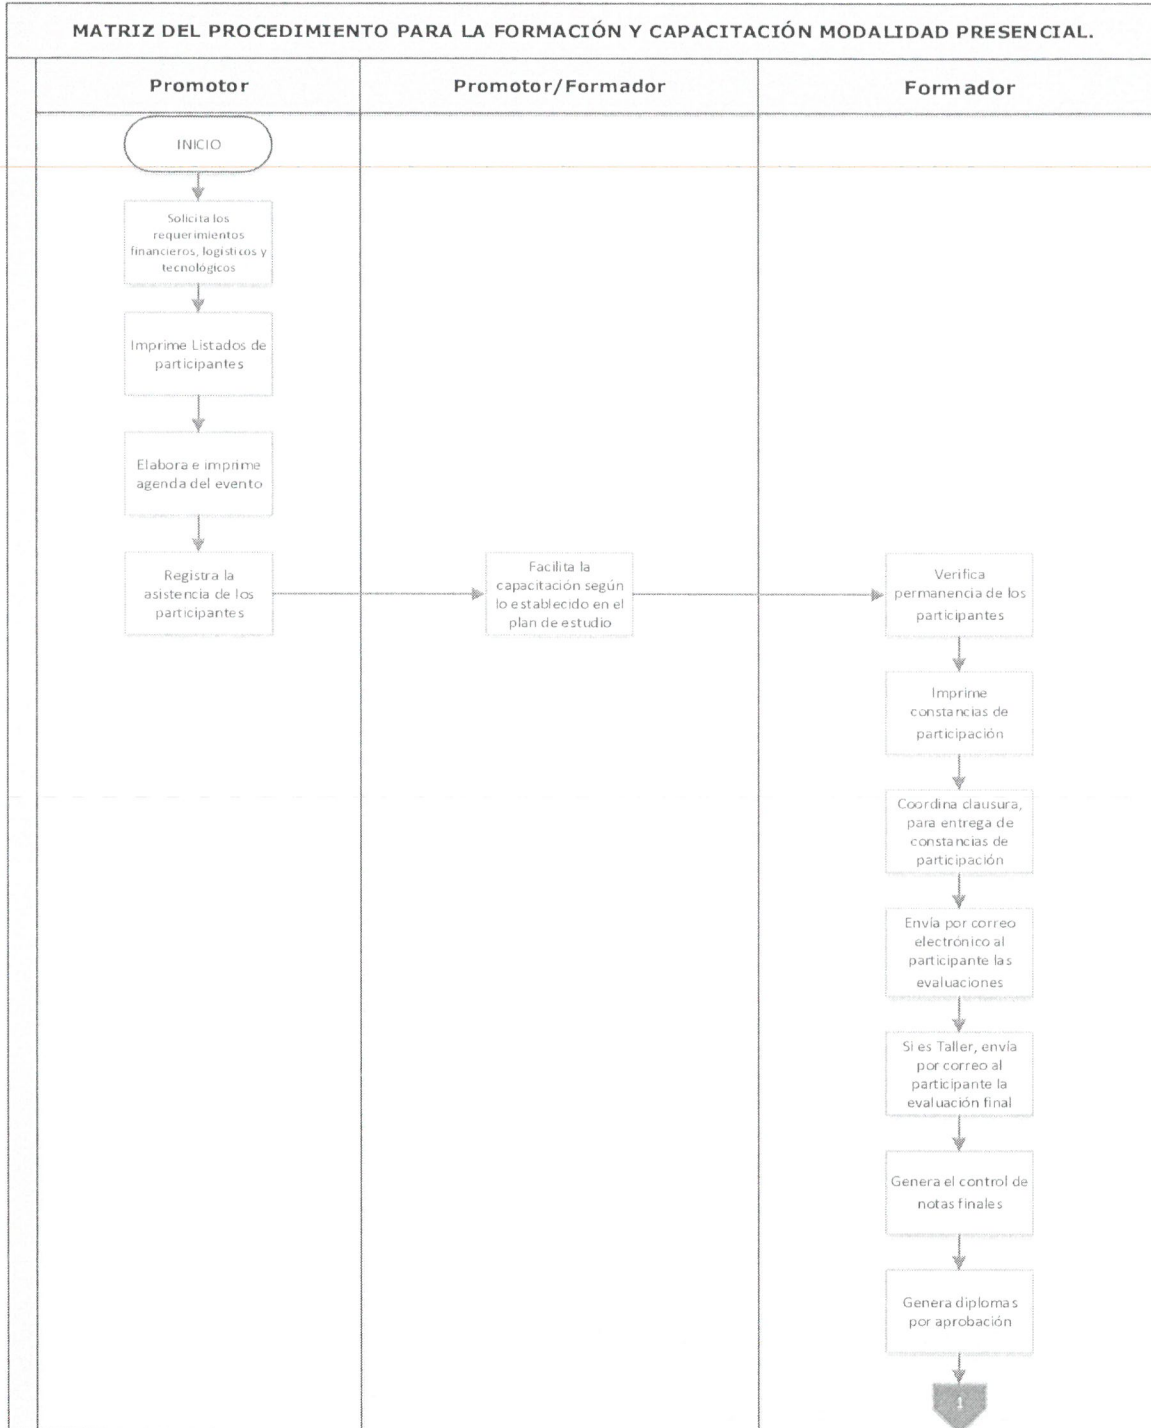 MATRIZ DEL PROCEDIMIENTO PARA LA FORMACIÓN Y CAPACITACIÓN MODALIDAD PRESENCIAL.
Promotor
Promotor/Formador
Formador
INICIO
Solicita los
requerimientos
financieros, logísticos y
tecnológicos
Imprime Listados de
participantes
Elabora e imprime
agenda del evento
Registra la
asistencia de los
participantes
Facilita la
capacitación según
lo establecido en el
plan de estudio
Verifica
permanencia de los
participantes
Imprime
constancias de
participación
Coordina clausura,
para entrega de
constancias de
participación
Envía por correo
electrónico al
participante las
evaluaciones
Si es Taller, envía
por correo al
participante la
evaluación final
Genera el control de
notas finales
Genera diplomas
por aprobación
1